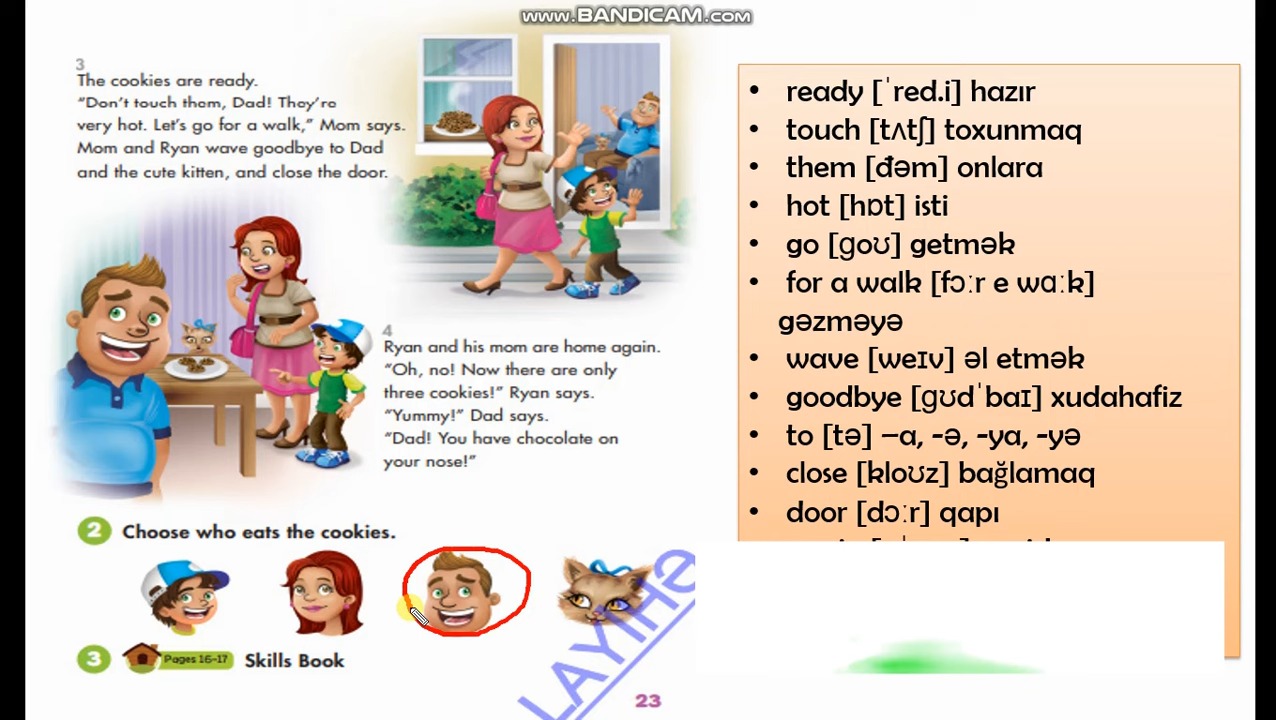 www.BANDICAM.com
3
The cookies are ready.
“Don’t touch them, Dad! They’re
very hot. Let’s go for a walk,” Mom says.
Mom and Ryan wave goodbye to Dad
and the cute kitten, and close the door.
4
Ryan and his mom are home again.
“Oh, no! Now there are only
three cookies!” Ryan says.
“Yummy!” Dad says.
“Dad! You have chocolate on
your nose!”
2 Choose who eats the cookies.
3 Pages 16–17 Skills Book
LAYIHƏ
23
• ready [ˈred.i] hazır
• touch [tʌtʃ] toxunmaq
• them [đəm] onlara
• hot [hɒt] isti
• go [ɡoʊ] getmək
• for a walk [fɔːr e wɑːk]
gəzməyə
• wave [weɪv] əl etmək
• goodbye [ɡʊdˈbaɪ] xudahafiz
• to [tə] –a, -ə, -ya, -yə
• close [kloʊz] bağlamaq
• door [dɔːr] qapı